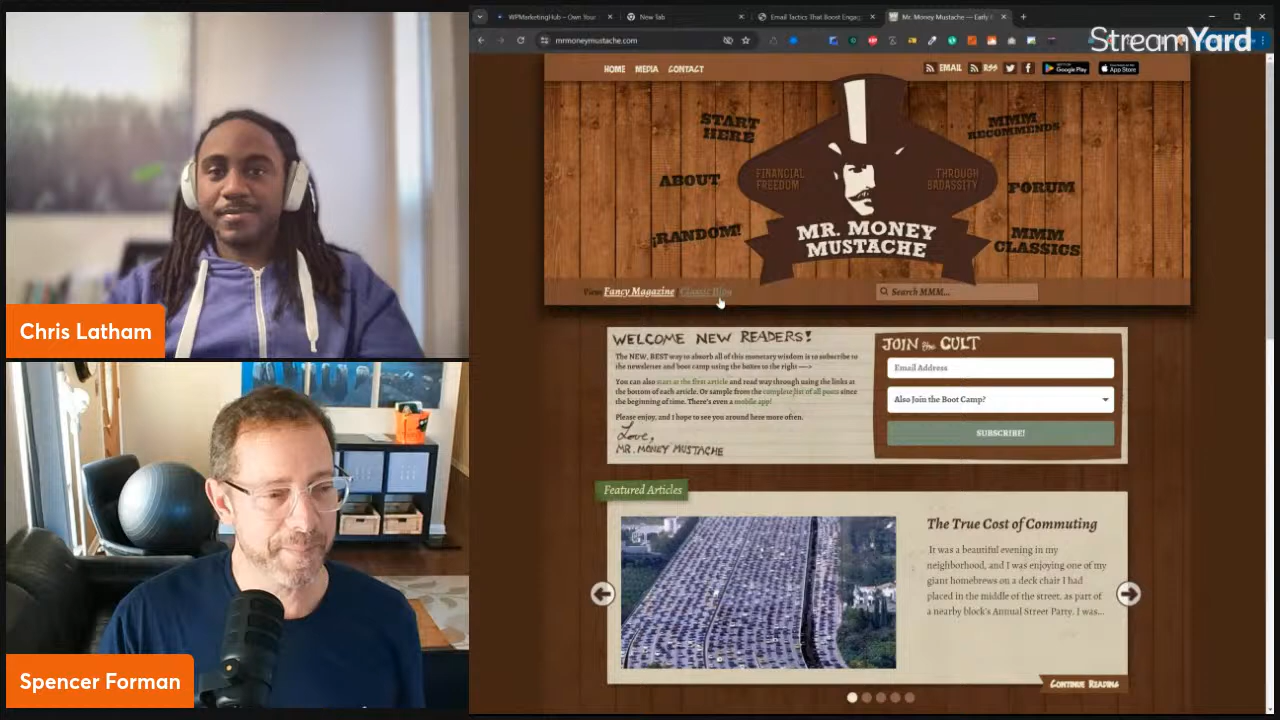 Chris Latham
Spencer Forman
WPMarketingHub – Own Your
New Tab
Email Tactics That Boost Engag
Mr. Money Mustache — Early
mrmoneymustache.com
StreamYard
HOME MEDIA CONTACT
EMAIL RSS Google Play App Store
START HERE
ABOUT
¡RANDOM!
FINANCIAL FREEDOM
THROUGH BADASSITY
MR. MONEY
MUSTACHE
MMM
RECOMMENDS
FORUM
MMM
CLASSICS
View: Fancy Magazine | Classic Blog
Search MMM...
WELCOME NEW READERS!
The NEW, BEST way to absorb all of this monetary wisdom is to subscribe to
the newsletter and boot camp using the boxes to the right —>
You can also start at the first article and read way through using the links at
the bottom of each article. Or sample from the complete list of all posts since
the beginning of time. There's even a mobile app!
Please enjoy, and I hope to see you around here more often.
Love,
MR. MONEY MUSTACHE
JOIN the CULT
Email Address
Also Join the Boot Camp?
SUBSCRIBE!
Featured Articles
The True Cost of Commuting
It was a beautiful evening in my
neighborhood, and I was enjoying one of my
giant homebrews on a deck chair I had
placed in the middle of the street, as part of
a nearby block's Annual Street Party. I was...
CONTINUE READING